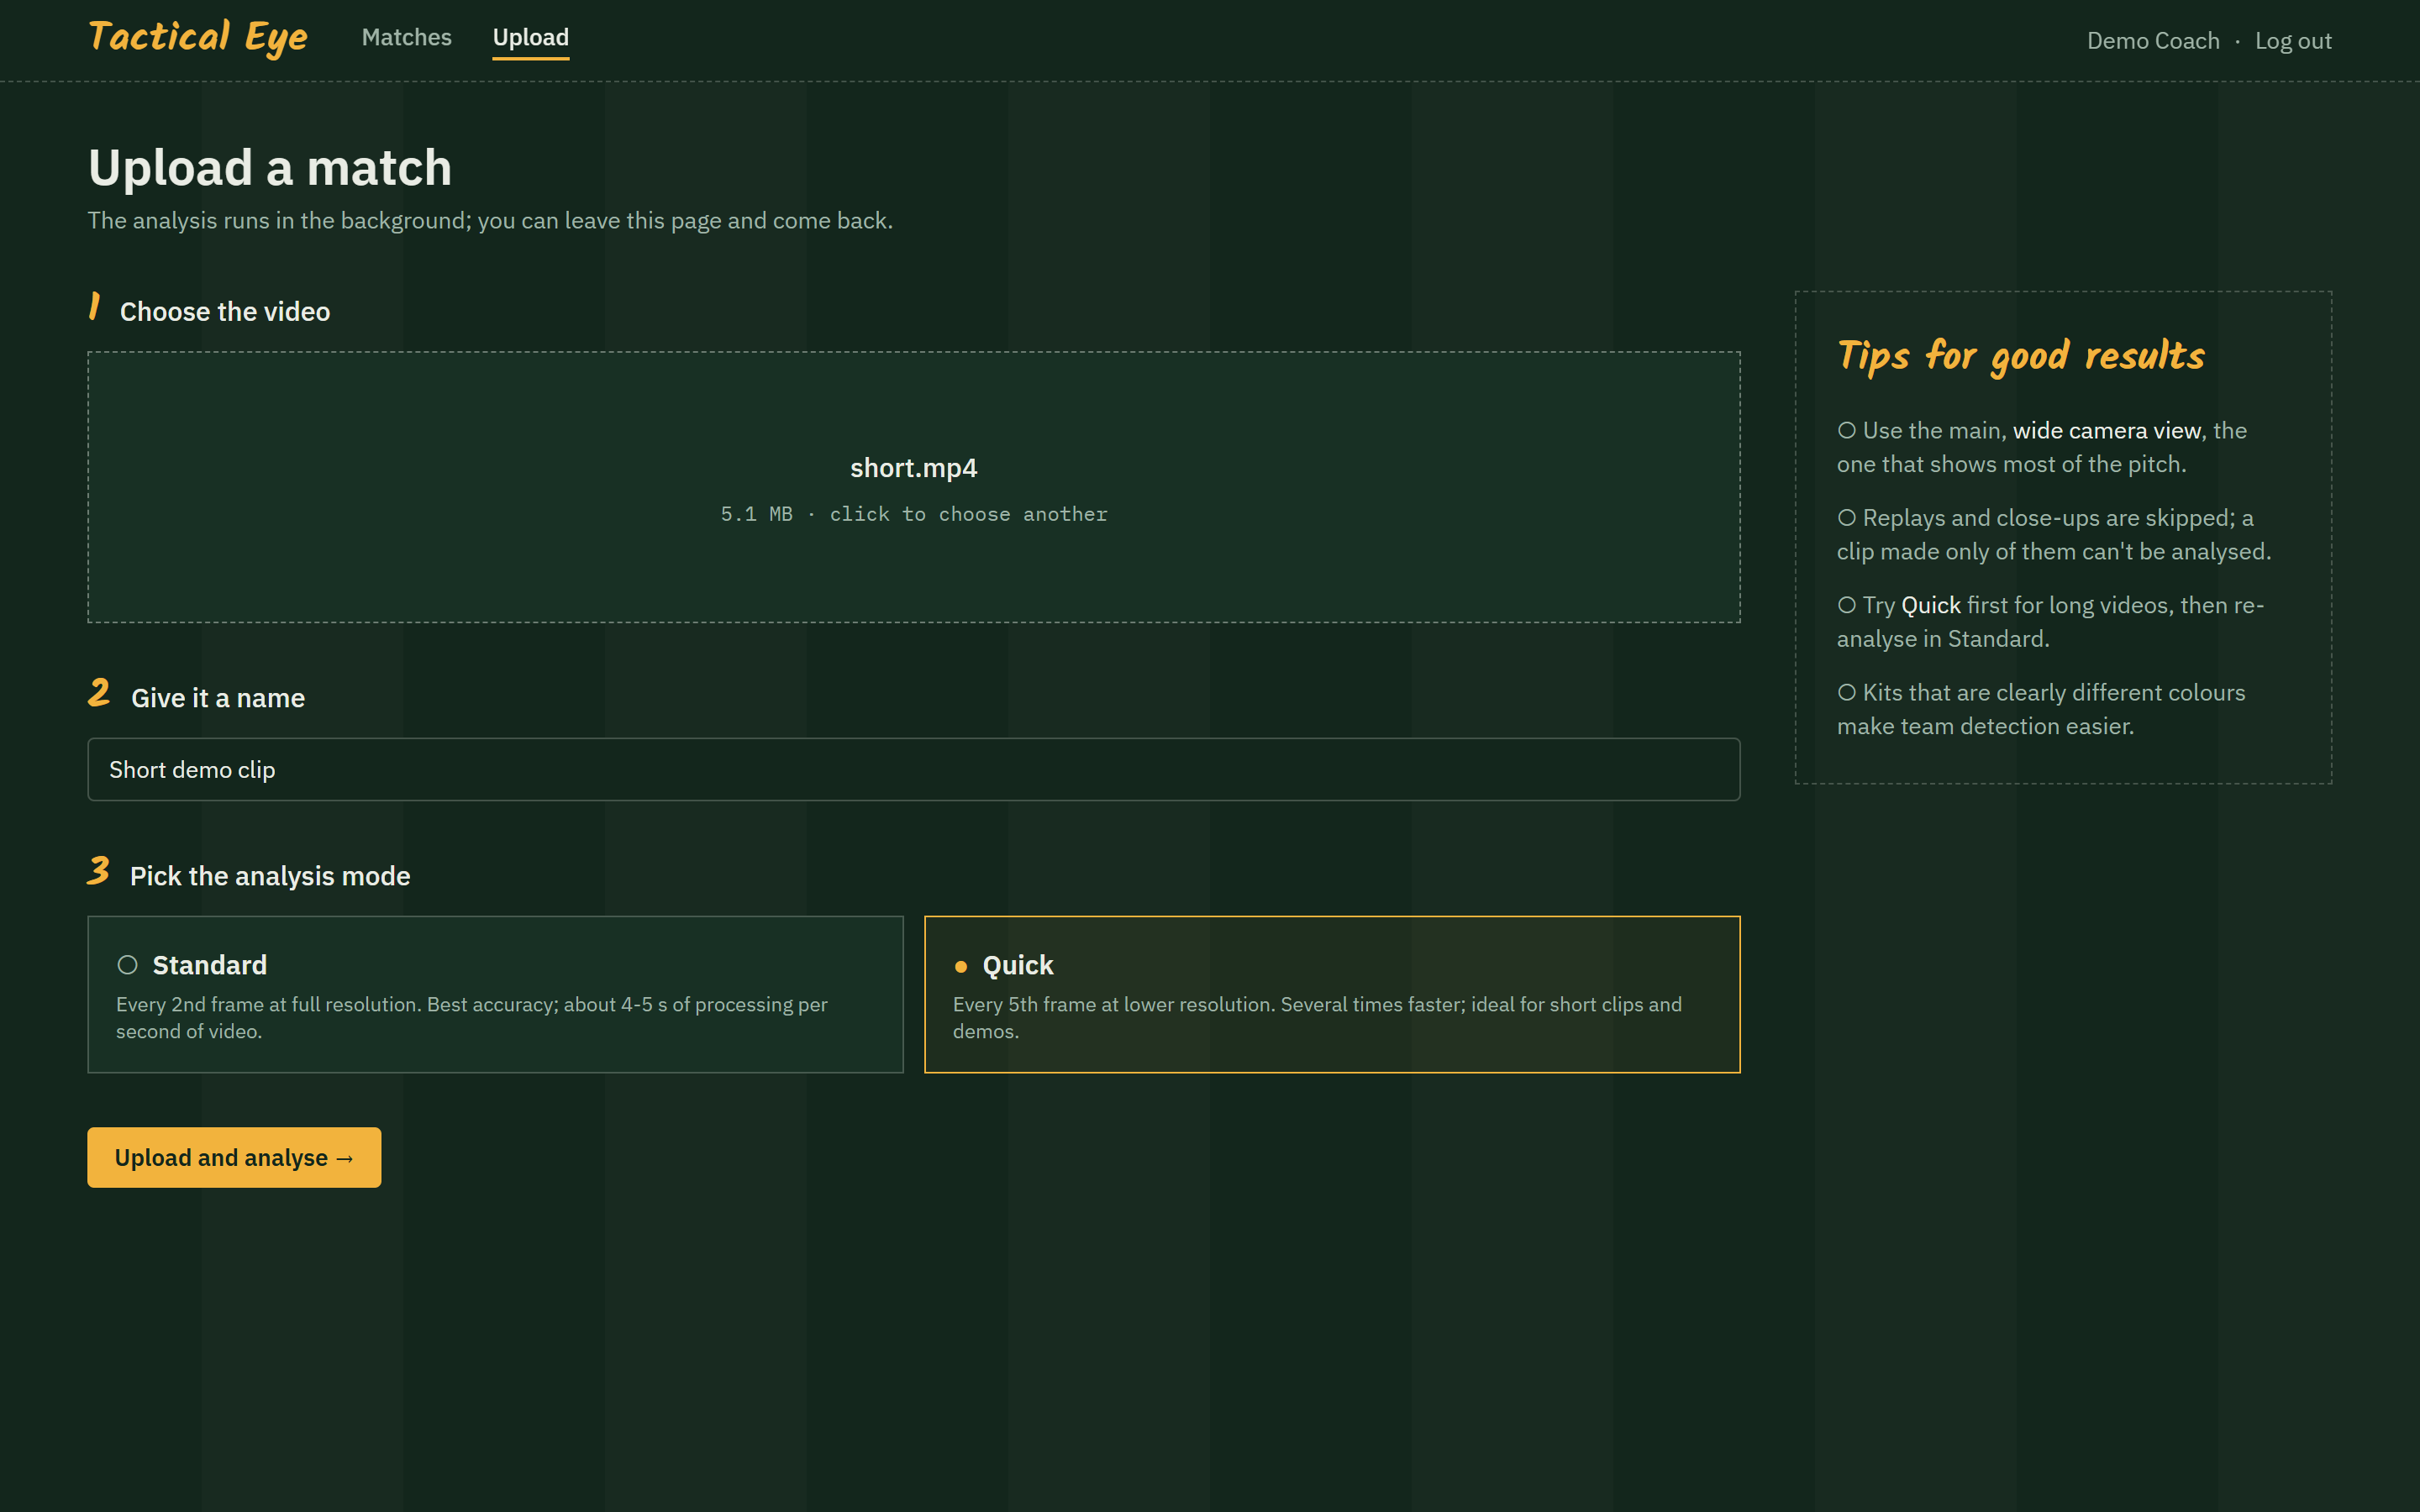 Tactical Eye
Matches
Upload
Demo Coach · Log out
Upload a match
The analysis runs in the background; you can leave this page and come back.
1 Choose the video
short.mp4
5.1 MB · click to choose another
2 Give it a name
Short demo clip
3 Pick the analysis mode
○ Standard
Every 2nd frame at full resolution. Best accuracy; about 4-5 s of processing per
second of video.
● Quick
Every 5th frame at lower resolution. Several times faster; ideal for short clips and
demos.
Upload and analyse →
Tips for good results
○ Use the main, wide camera view, the
one that shows most of the pitch.
○ Replays and close-ups are skipped; a
clip made only of them can't be analysed.
○ Try Quick first for long videos, then re-
analyse in Standard.
○ Kits that are clearly different colours
make team detection easier.